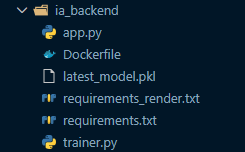 ia_backend
app.py
Dockerfile
latest_model.pkl
requirements_render.txt
requirements.txt
trainer.py